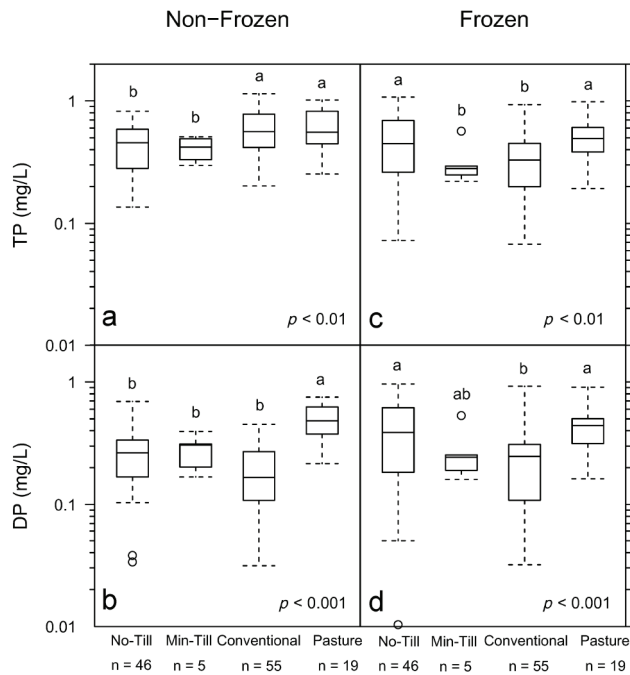 Non-Frozen Frozen
TP (mg/L)
1
0.1
0.01
b b a a
a p < 0.01
a b b a
c p < 0.01
DP (mg/L)
1
0.1
0.01
b b b a
b p < 0.001
a ab b a
d p < 0.001
No-Till Min-Till Conventional Pasture No-Till Min-Till Conventional Pasture
n = 46 n = 5 n = 55 n = 19 n = 46 n = 5 n = 55 n = 19